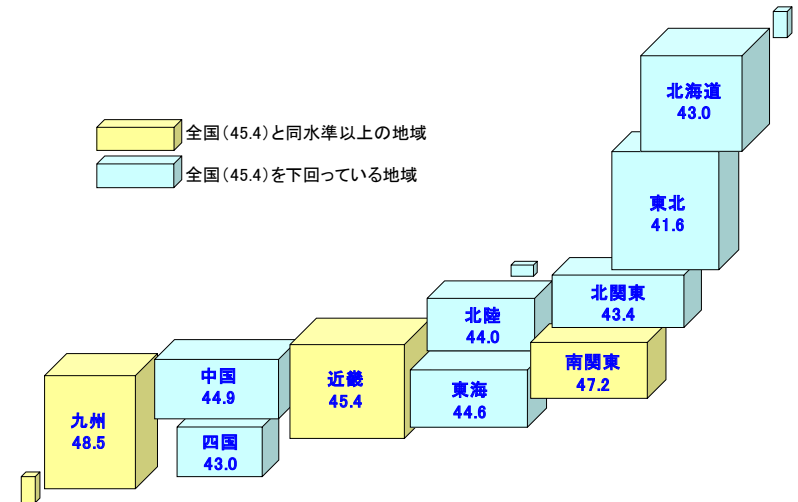 北海道
43.0
全国（45.4）と同水準以上の地域
全国（45.4）を下回っている地域
東北
41.6
北関東
43.4
北陸
44.0
南関東
47.2
中国
44.9
近畿
45.4
東海
44.6
九州
48.5
四国
43.0